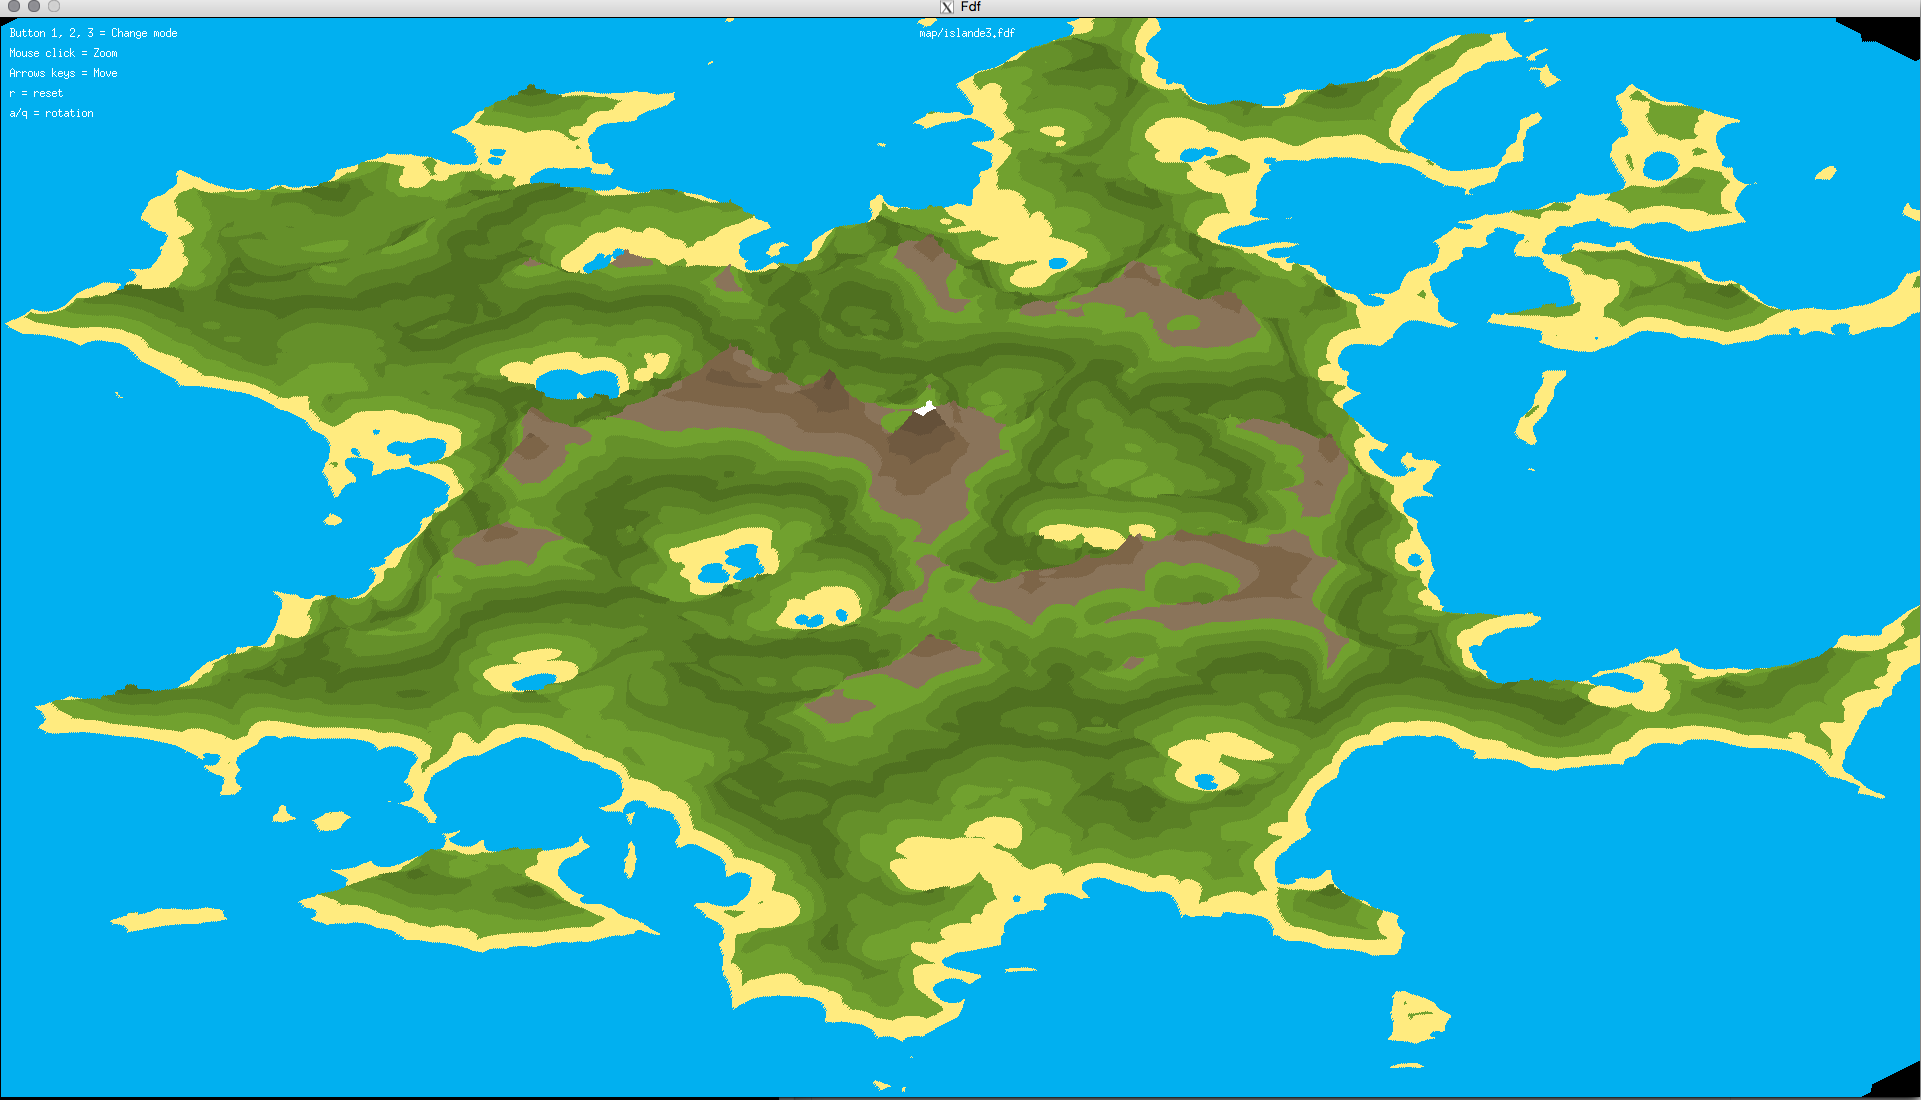 Fdf
Button 1, 2, 3 = Change mode
map/islande3.fdf
Mouse click = Zoom
Arrows keys = Move
r = reset
a/q = rotation